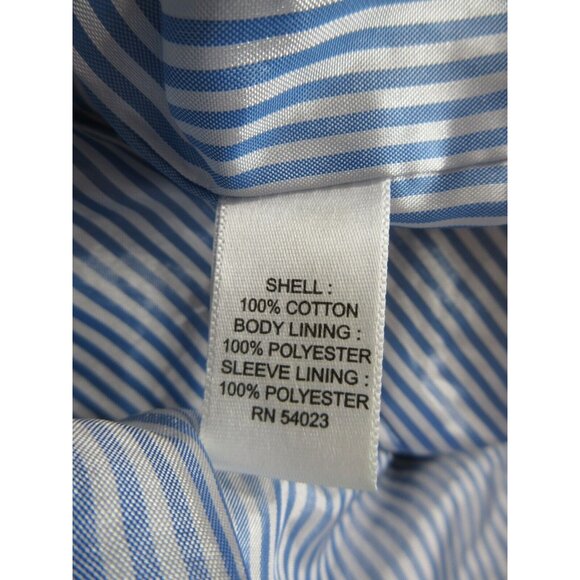 SHELL :
100% COTTON
BODY LINING :
100% POLYESTER
SLEEVE LINING :
100% POLYESTER
RN 54023